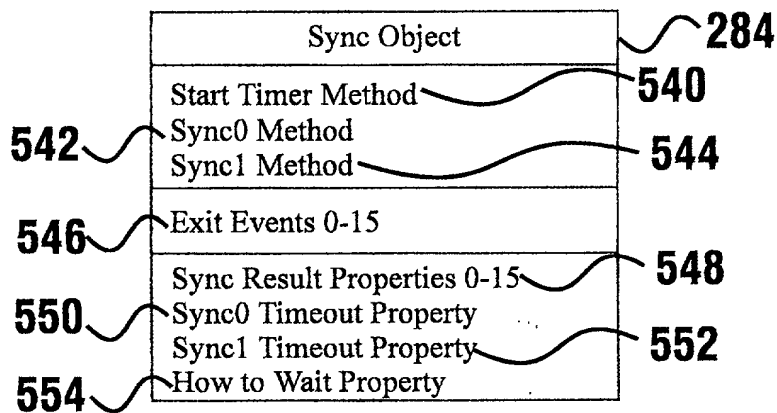 Sync Object 284
Start Timer Method 540
542 Sync0 Method
Sync1 Method 544
546 Exit Events 0-15
Sync Result Properties 0-15 548
550 Sync0 Timeout Property
Sync1 Timeout Property 552
554 How to Wait Property